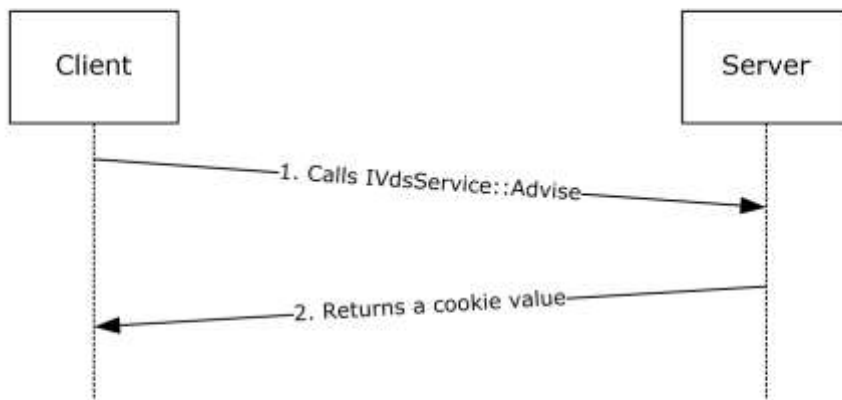 Client
Server
1. Calls IVdsService::Advise
2. Returns a cookie value